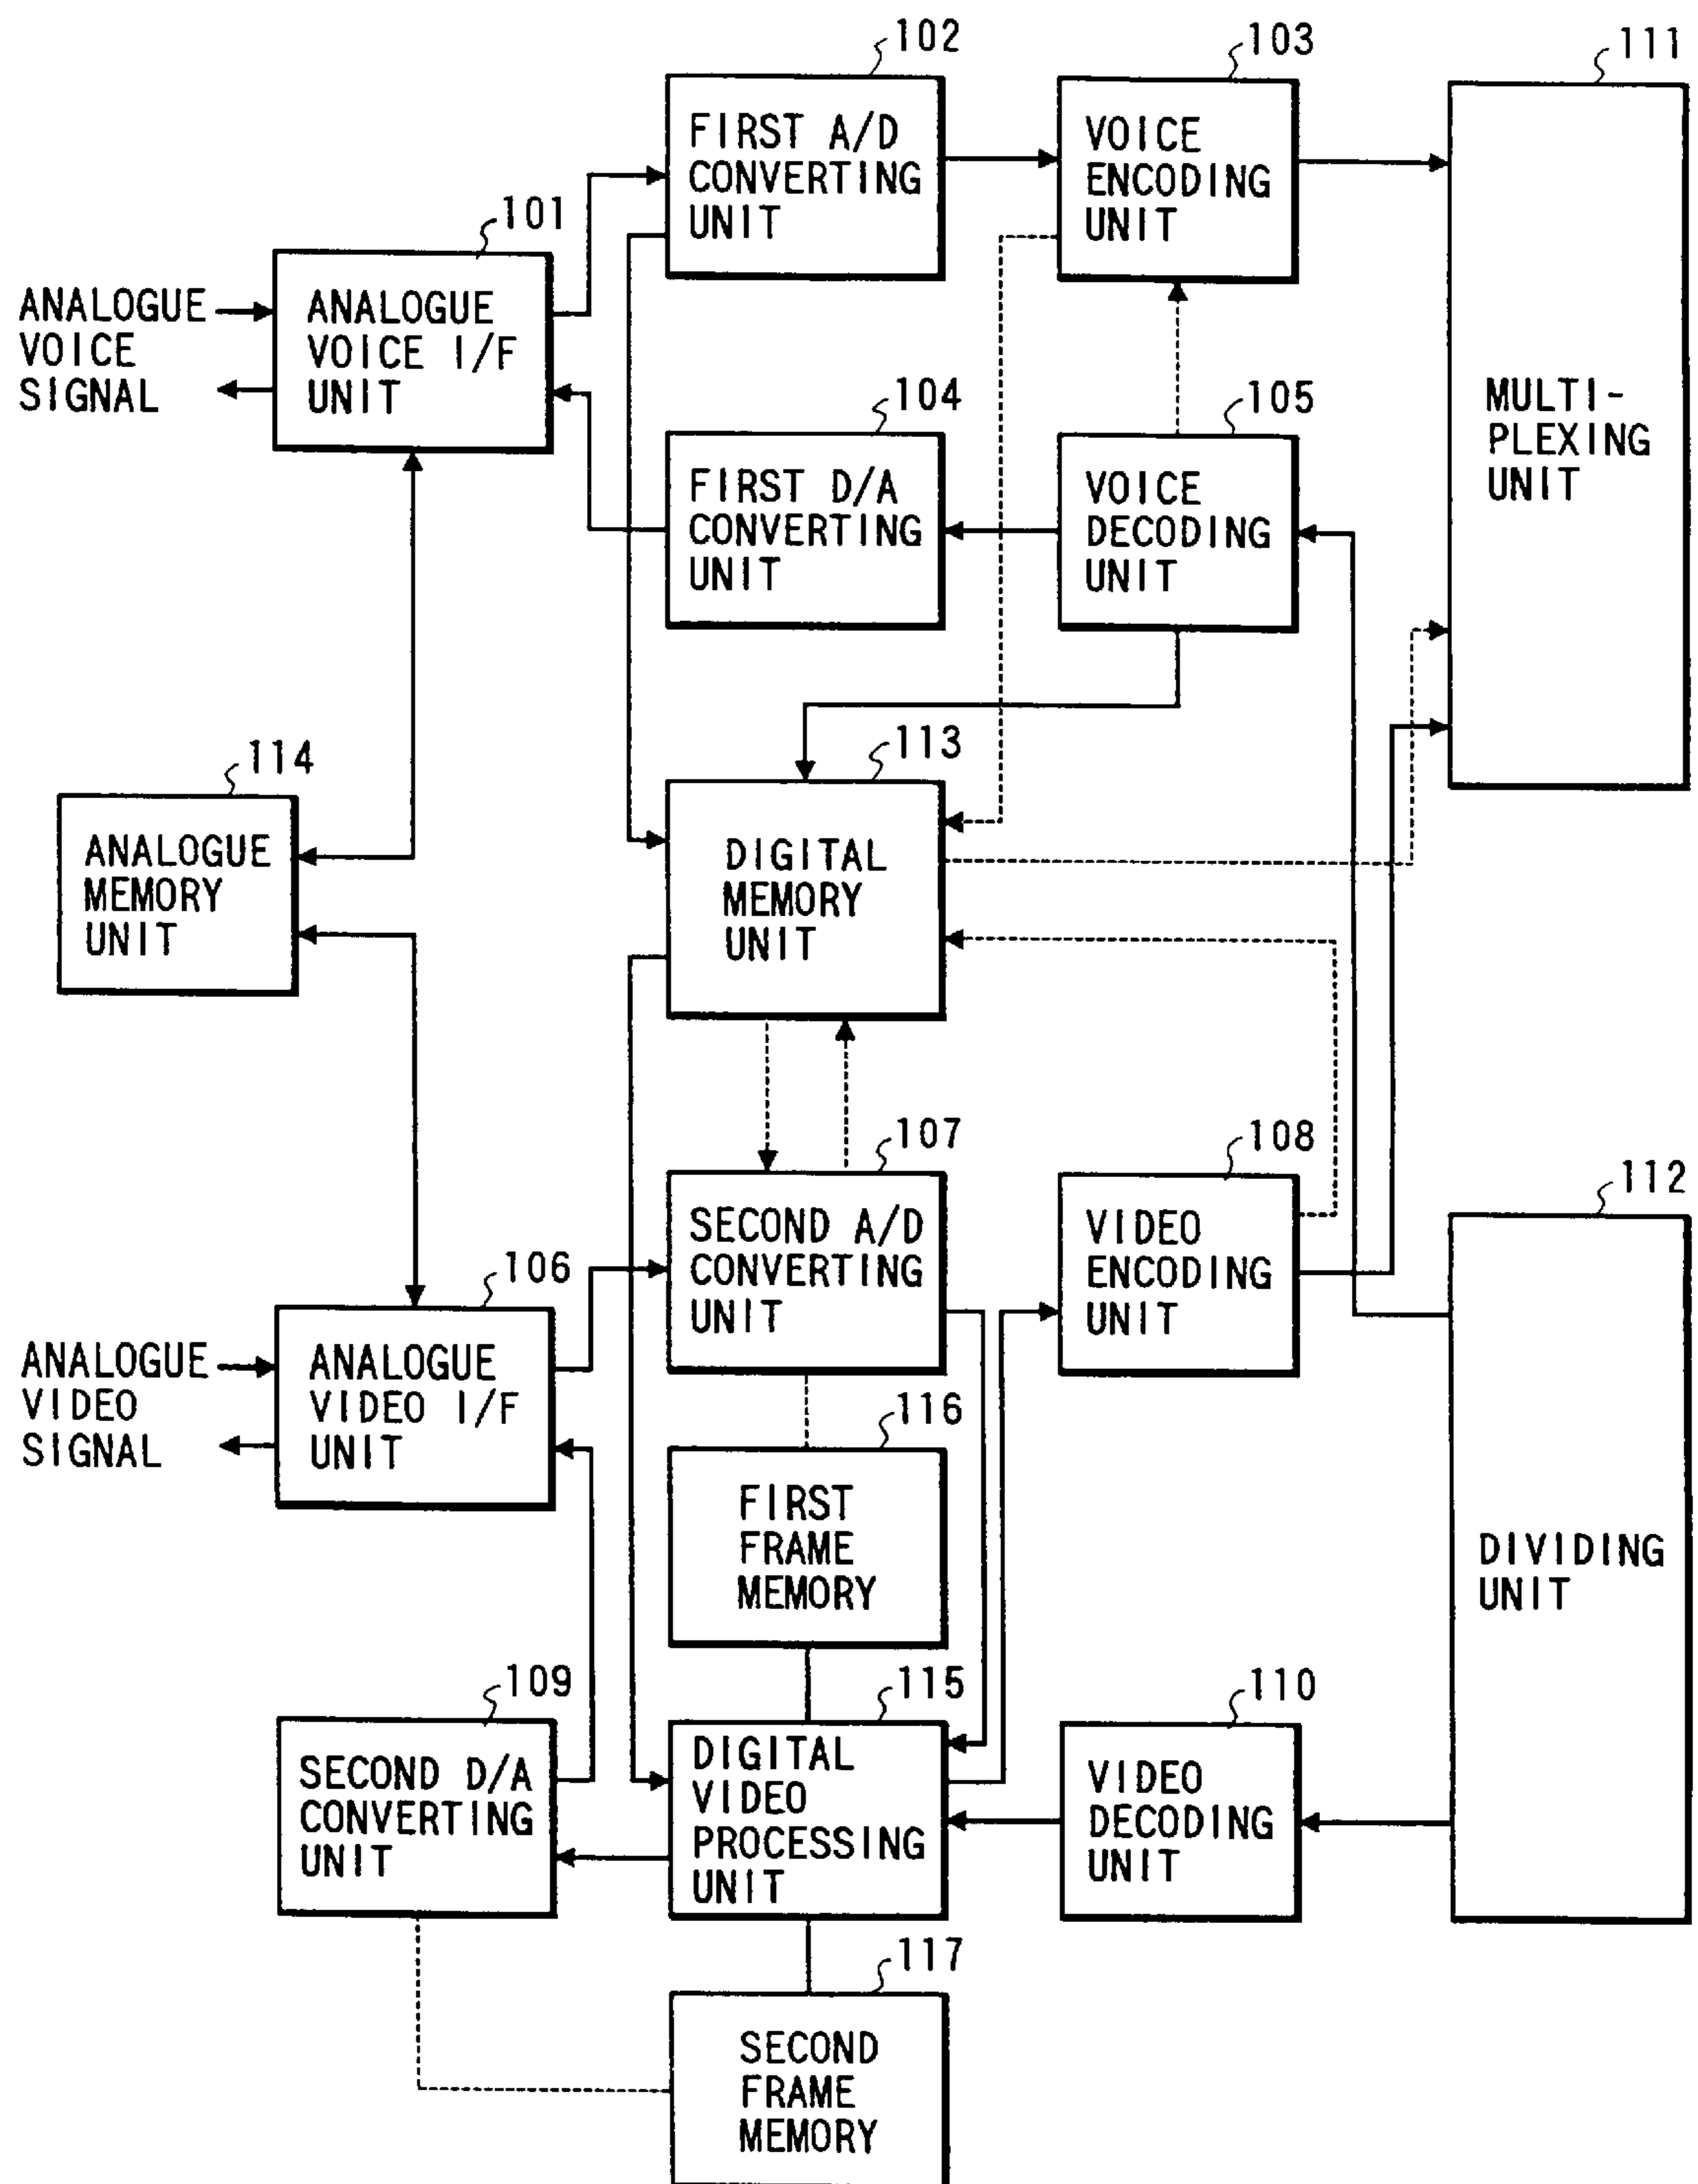 102
FIRST A/D
CONVERTING
UNIT
103
VOICE
ENCODING
UNIT
111
MULTI-
PLEXING
UNIT
101
ANALOGUE
VOICE
SIGNAL
ANALOGUE
VOICE I/F
UNIT
104
FIRST D/A
CONVERTING
UNIT
105
VOICE
DECODING
UNIT
114
ANALOGUE
MEMORY
UNIT
113
DIGITAL
MEMORY
UNIT
107
SECOND A/D
CONVERTING
UNIT
108
VIDEO
ENCODING
UNIT
112
DIVIDING
UNIT
106
ANALOGUE
VIDEO
SIGNAL
ANALOGUE
VIDEO I/F
UNIT
116
FIRST
FRAME
MEMORY
109
SECOND D/A
CONVERTING
UNIT
115
DIGITAL
VIDEO
PROCESSING
UNIT
110
VIDEO
DECODING
UNIT
117
SECOND
FRAME
MEMORY